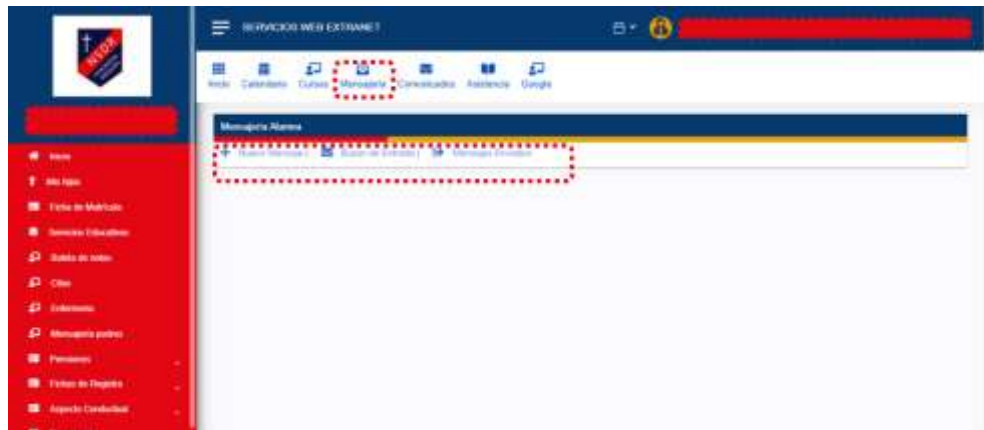 NSDR
SERVICIOS WEB EXTRANET
Inicio Calendario Cursos Mensajería Comunicados Asistencia Google
Mensajería Alumno
Nuevo Mensaje | Buzón de Entrada | Mensajes Enviados
Inicio
Mis hijos
Ficha de Matrícula
Servicios Educativos
Boleta de notas
Citas
Enfermería
Mensajería padres
Pensiones
Fichas de Registro
Aspecto Conductual